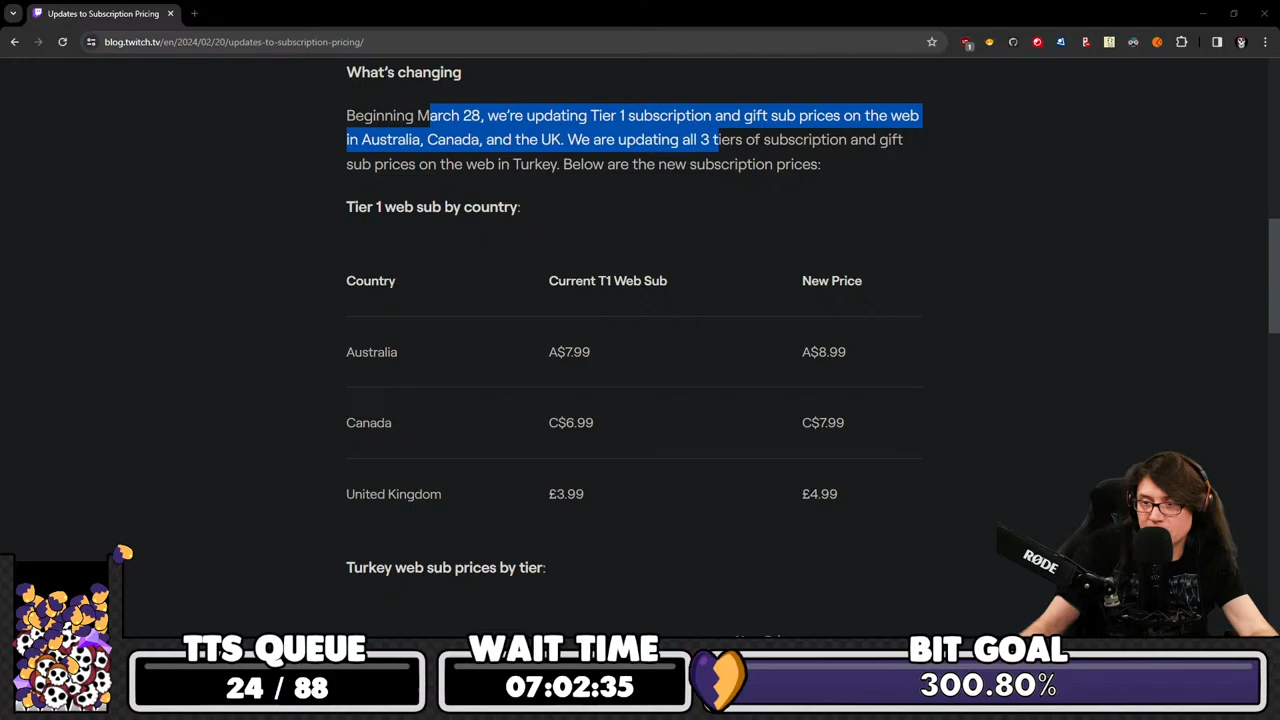 Updates to Subscription Pricing
blog.twitch.tv/en/2024/02/20/updates-to-subscription-pricing/
What's changing
Beginning March 28, we're updating Tier 1 subscription and gift sub prices on the web
in Australia, Canada, and the UK. We are updating all 3 tiers of subscription and gift
sub prices on the web in Turkey. Below are the new subscription prices:
Tier 1 web sub by country:
Country Current T1 Web Sub New Price
Australia A$7.99 A$8.99
Canada C$6.99 C$7.99
United Kingdom £3.99 £4.99
Turkey web sub prices by tier:
RØDE
TTS QUEUE WAIT TIME BIT GOAL
24 / 88 07:02:35 300.80%